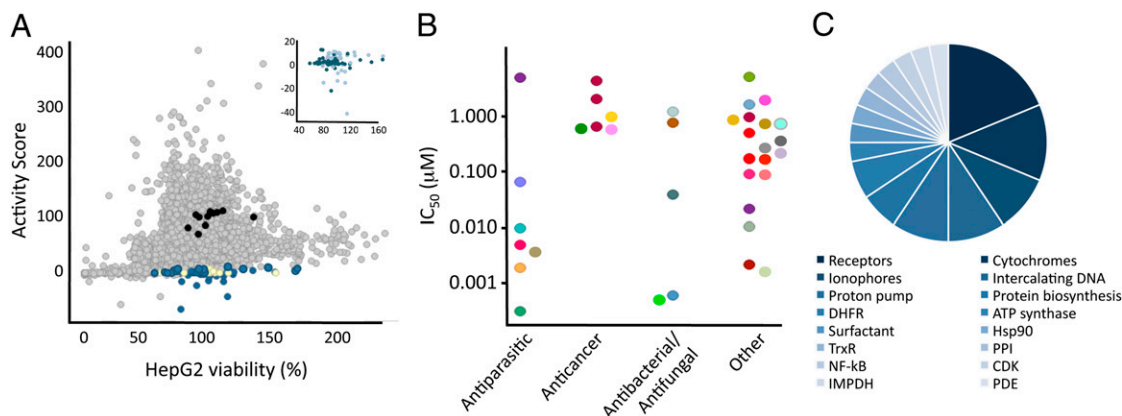 A
Activity Score
400
300
200
100
0
0 50 100 150 200
HepG2 viability (%)
20
0
-20
-40
40 80 120 160
B
IC50 (µM)
1.000
0.100
0.010
0.001
Antiparasitic
Anticancer
Antibacterial/
Antifungal
Other
C
Receptors Cytochromes
Ionophores Intercalating DNA
Proton pump Protein biosynthesis
DHFR ATP synthase
Surfactant Hsp90
TrxR PPI
NF-kB CDK
IMPDH PDE